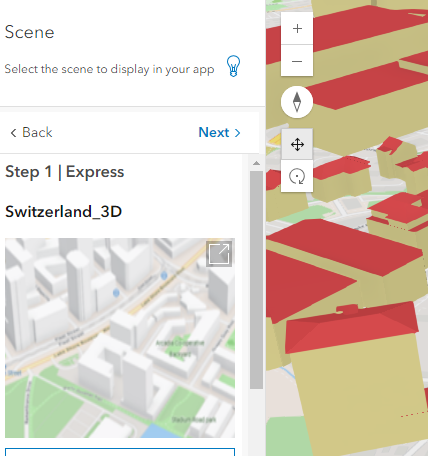 Scene
Select the scene to display in your app
Back
Next
Step 1 | Express
Switzerland_3D